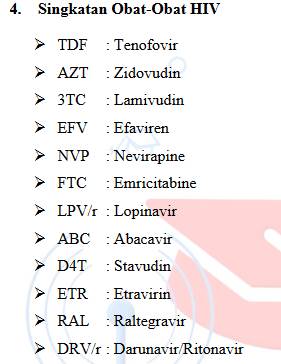 4. Singkatan Obat-Obat HIV
➢ TDF : Tenofovir
➢ AZT : Zidovudin
➢ 3TC : Lamivudin
➢ EFV : Efaviren
➢ NVP : Nevirapine
➢ FTC : Emricitabine
➢ LPV/r : Lopinavir
➢ ABC : Abacavir
➢ D4T : Stavudin
➢ ETR : Etravirin
➢ RAL : Raltegravir
➢ DRV/r : Darunavir/Ritonavir